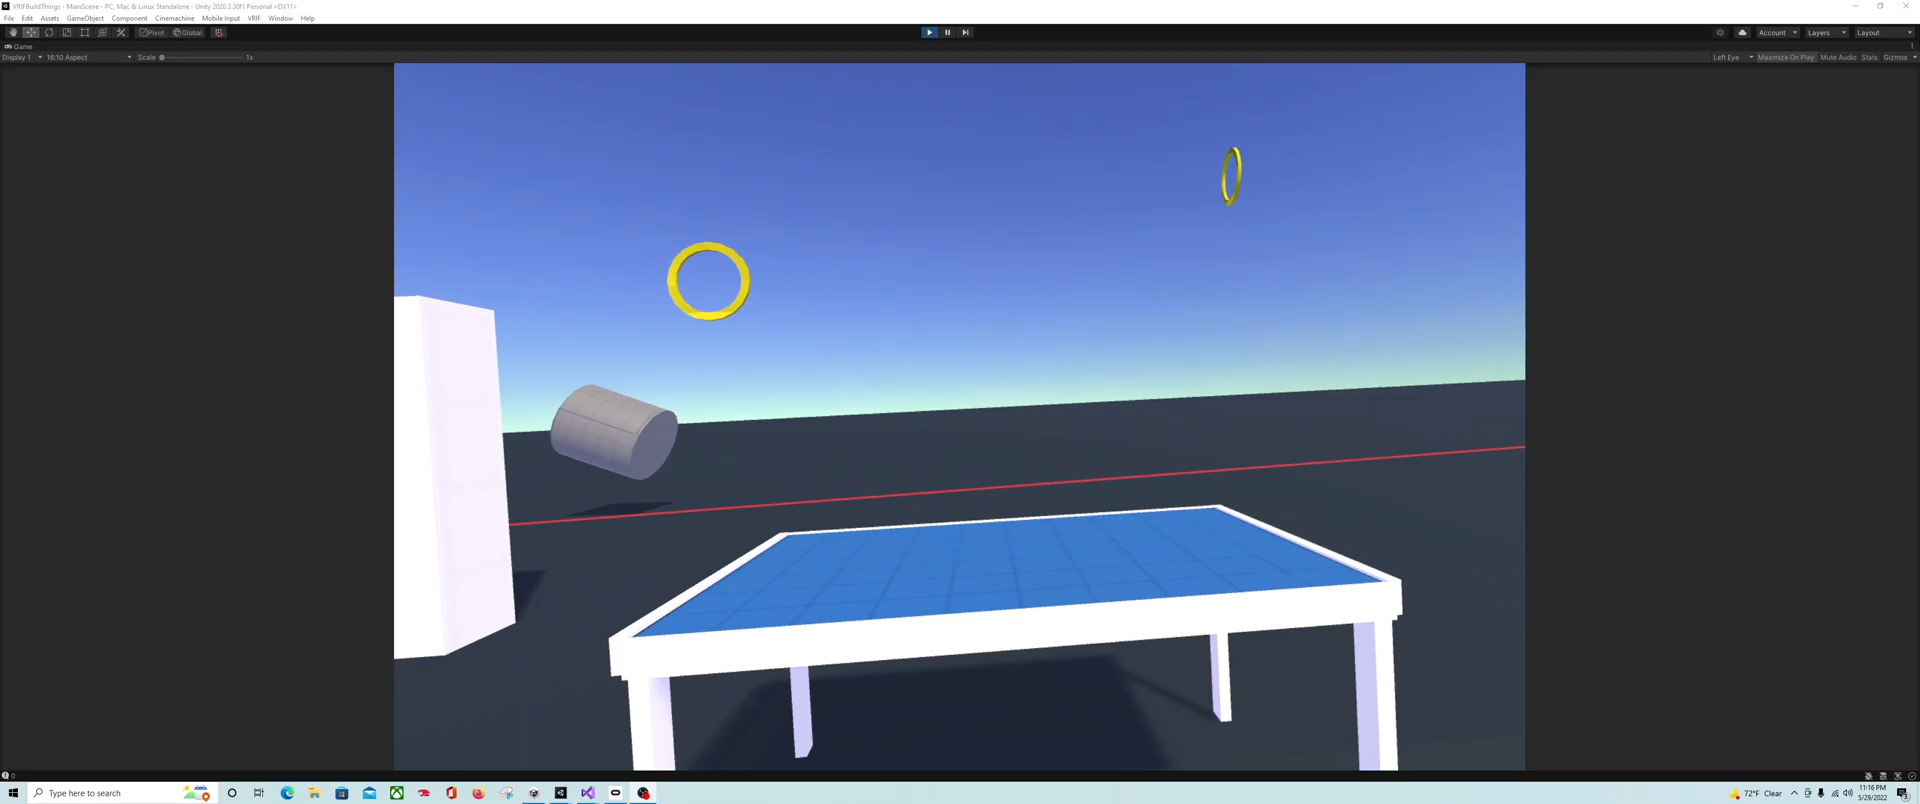 VRIFBuildThings - MainScene - PC, Mac & Linux Standalone - Unity 2020.3.30f1 Personal <DX11>
File Edit Assets GameObject Component Cinemachine Mobile Input VRIF Window Help
Pivot Global Account Layers Layout
Game
Display 1 16:10 Aspect Scale 1x Left Eye Maximize On Play Mute Audio Stats Gizmos
0
Type here to search 72°F Clear 11:16 PM
5/29/2022
3